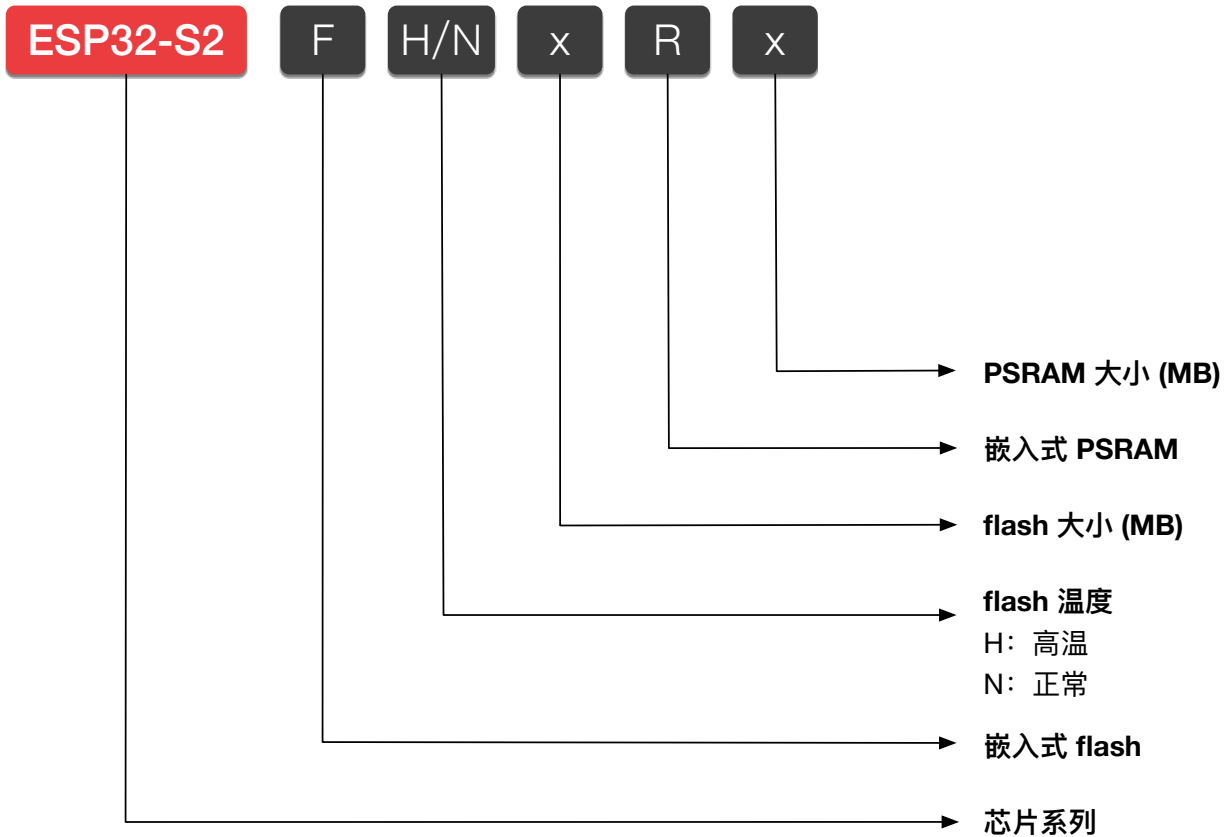 ESP32-S2 F H/N x R x
PSRAM 大小 (MB)
嵌入式 PSRAM
flash 大小 (MB)
flash 温度
H：高温
N：正常
嵌入式 flash
芯片系列